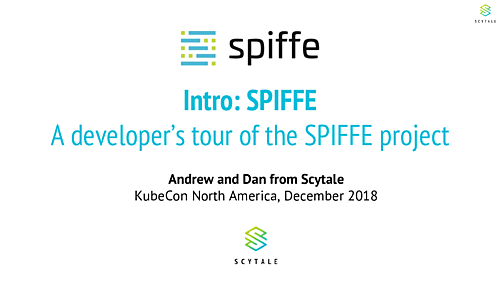 SCYTALE
spiffe
Intro: SPIFFE
A developer's tour of the SPIFFE project
Andrew and Dan from Scytale
KubeCon North America, December 2018
SCYTALE